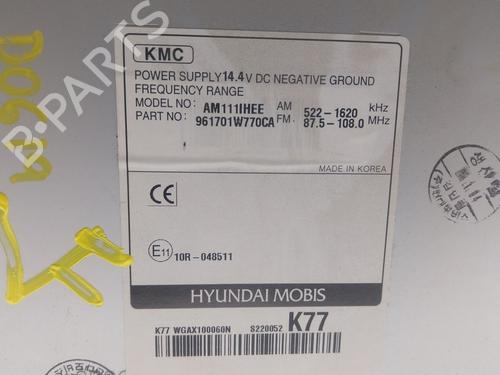 KMC
POWER SUPPLY 14.4V DC NEGATIVE GROUND
FREQUENCY RANGE
MODEL NO: AM111IHEE AM 522-1620 kHz
PART NO: 961701W770CA FM. 87.5-108.0 MHz
MADE IN KOREA
CE
E11 10R-048511
HYUNDAI MOBIS
K77 WGAX100060N S220052 K77
B-PARTS
D0619